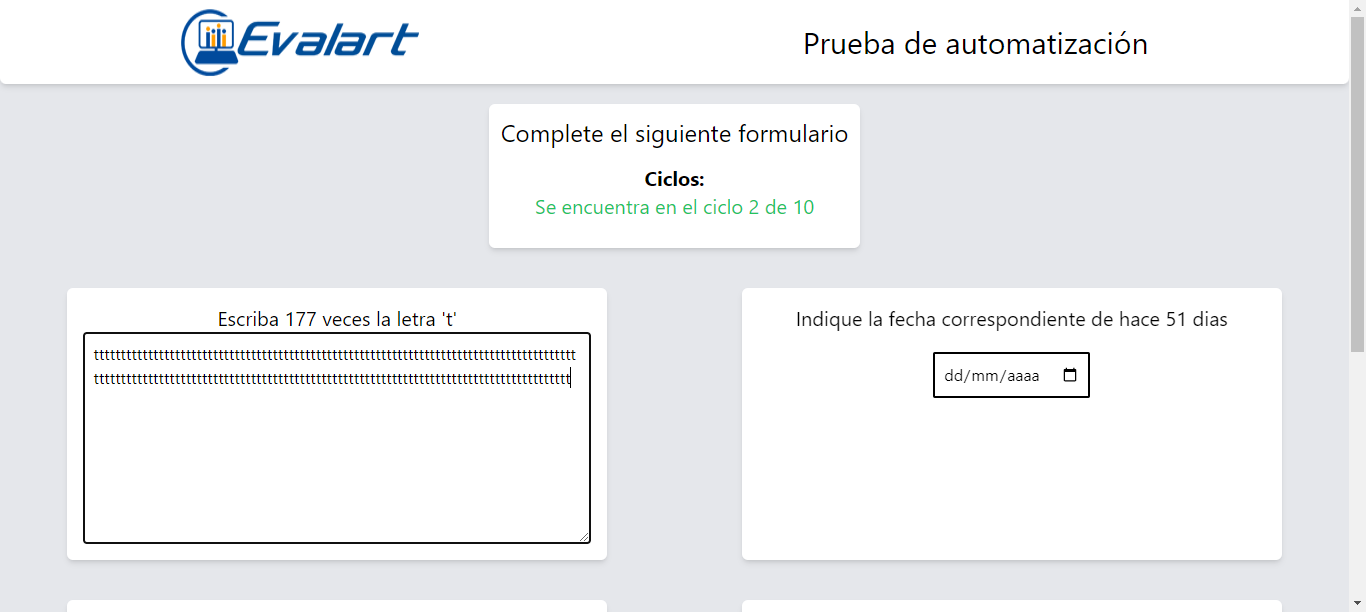 Evalart
Prueba de automatización
Complete el siguiente formulario
Ciclos:
Se encuentra en el ciclo 2 de 10
Escriba 177 veces la letra 't'
ttttttttttttttttttttttttttttttttttttttttttttttttttttttttttttttttttttttttttttttttttttttttt
tttttttttttttttttttttttttttttttttttttttttttttttttttttttttttttttttttttttttttttttttttttttt
Indique la fecha correspondiente de hace 51 dias
dd/mm/aaaa